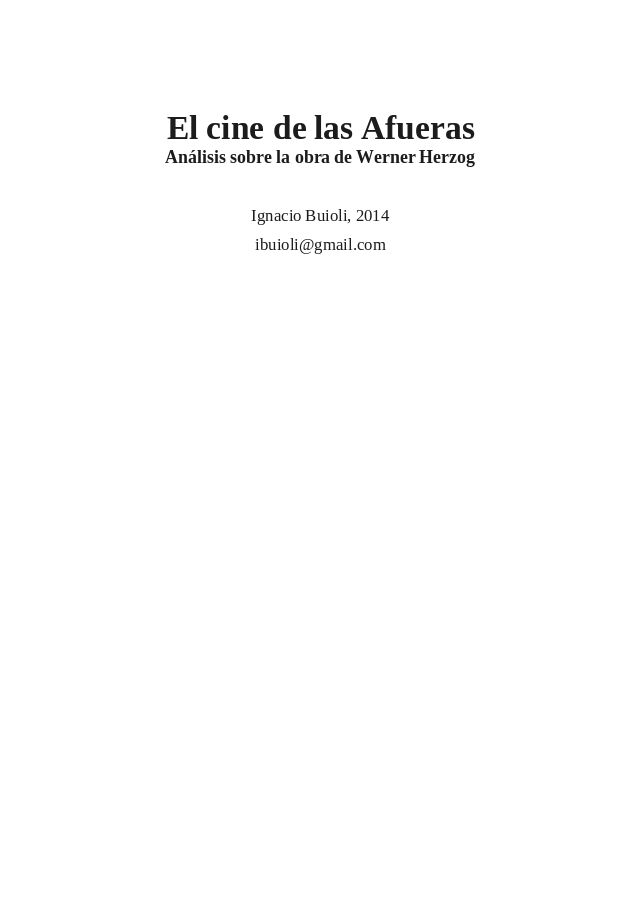 El cine de las Afueras
Análisis sobre la obra de Werner Herzog
Ignacio Buioli, 2014
ibuioli@gmail.com